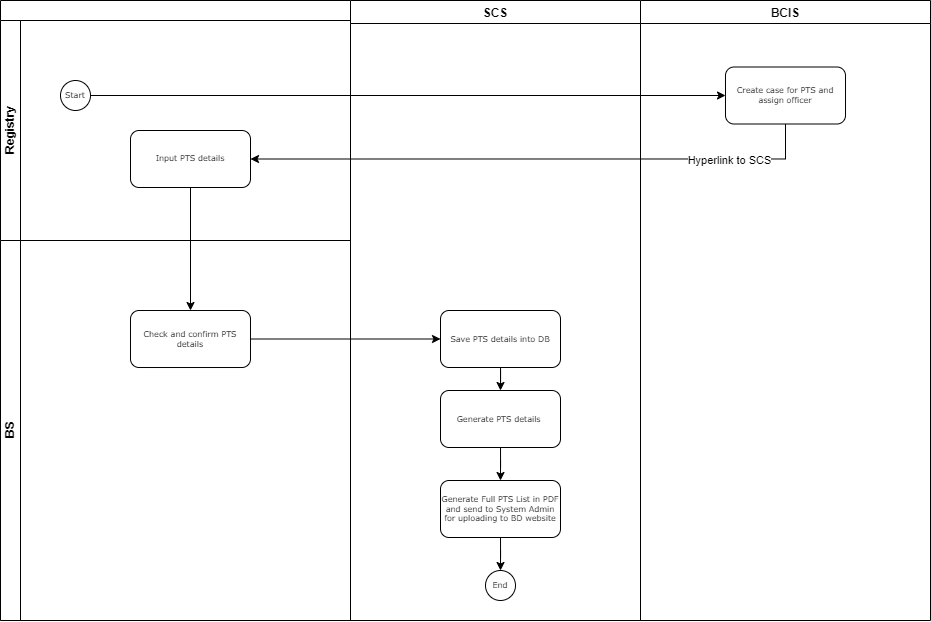 SCS
BCIS
Registry
Start
Create case for PTS and
assign officer
Input PTS details
Hyperlink to SCS
BS
Check and confirm PTS
details
Save PTS details into DB
Generate PTS details
Generate Full PTS List in PDF
and send to System Admin
for uploading to BD website
End